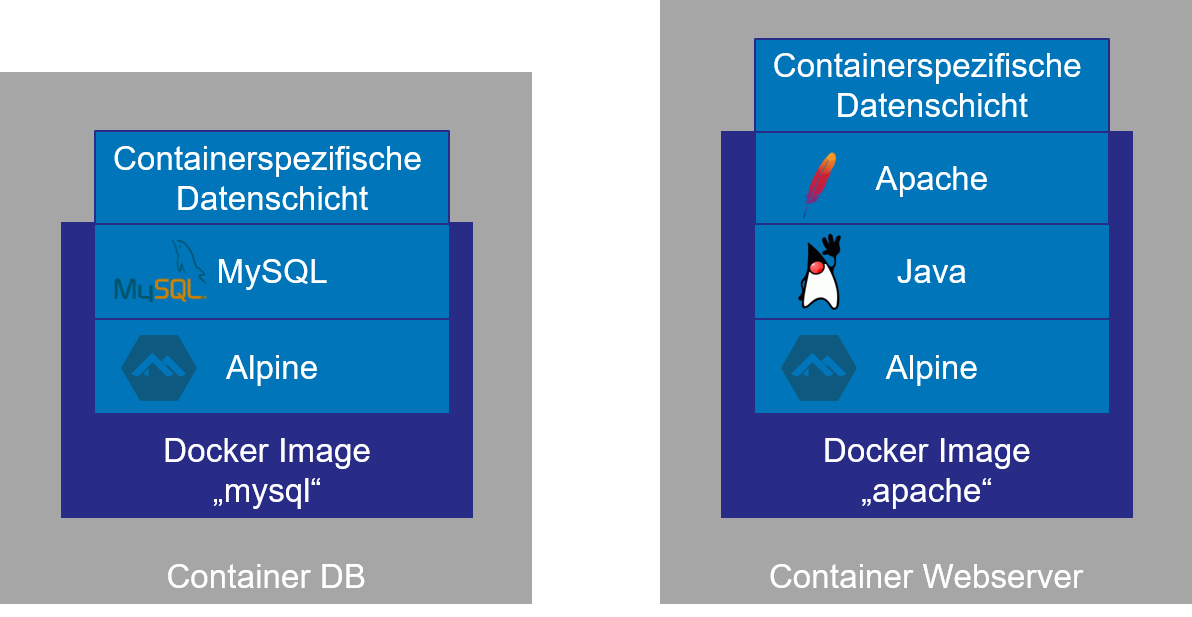 Containerspezifische
Datenschicht
MySQL
MySQL
Alpine
Docker Image
„mysql“
Container DB
Containerspezifische
Datenschicht
Apache
Java
Alpine
Docker Image
„apache“
Container Webserver